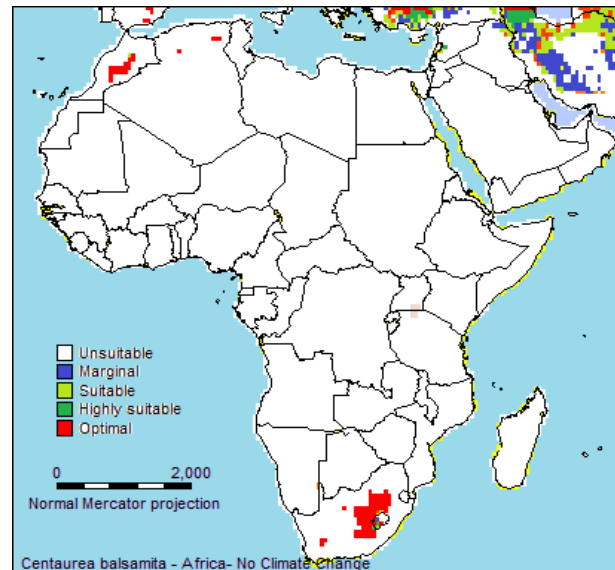 Unsuitable
Marginal
Suitable
Highly suitable
Optimal
0 2,000
Normal Mercator projection
Centaurea balsamita - Africa- No Climate Change